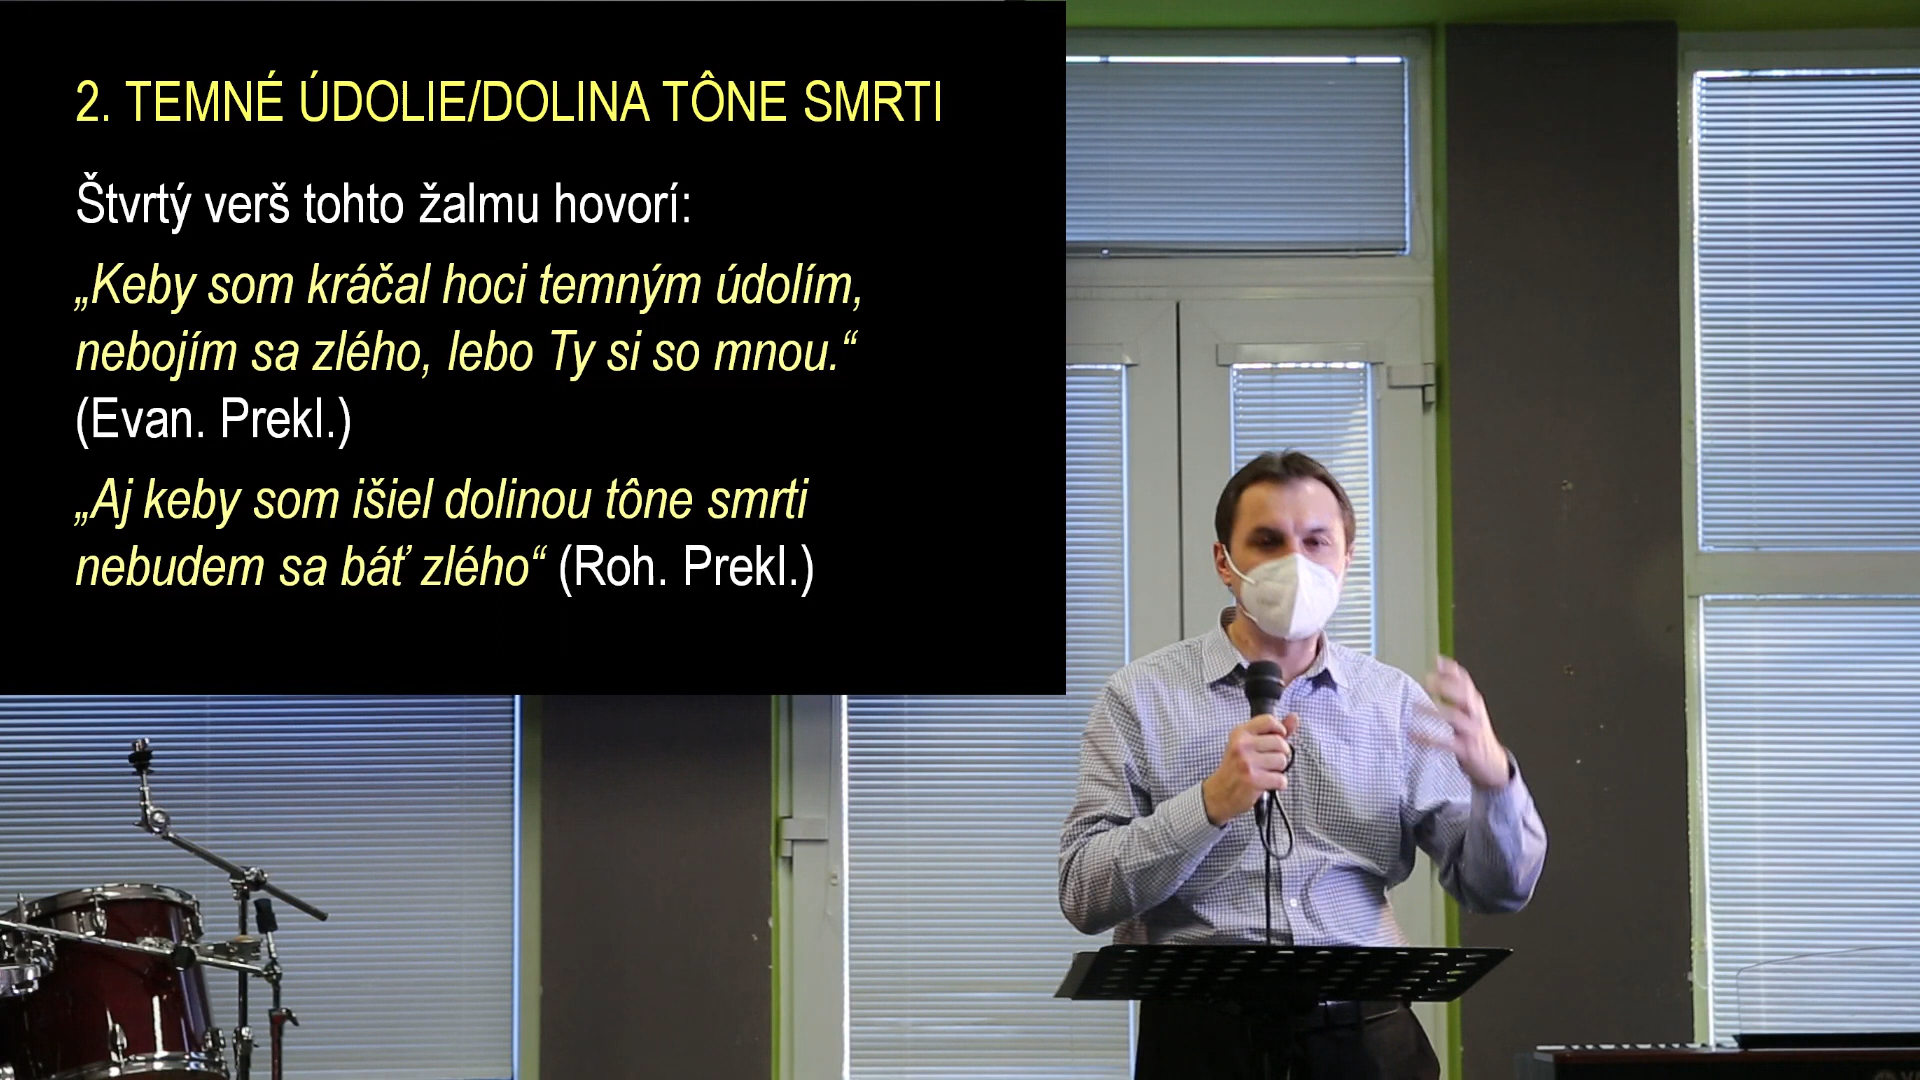 2. TEMNÉ ÚDOLIE/DOLINA TÔNE SMRTI
Štvrtý verš tohto žalmu hovorí:
„Keby som kráčal hoci temným údolím,
nebojím sa zlého, lebo Ty si so mnou.“
(Evan. Prekl.)
„Aj keby som išiel dolinou tône smrti
nebudem sa báť zlého“ (Roh. Prekl.)